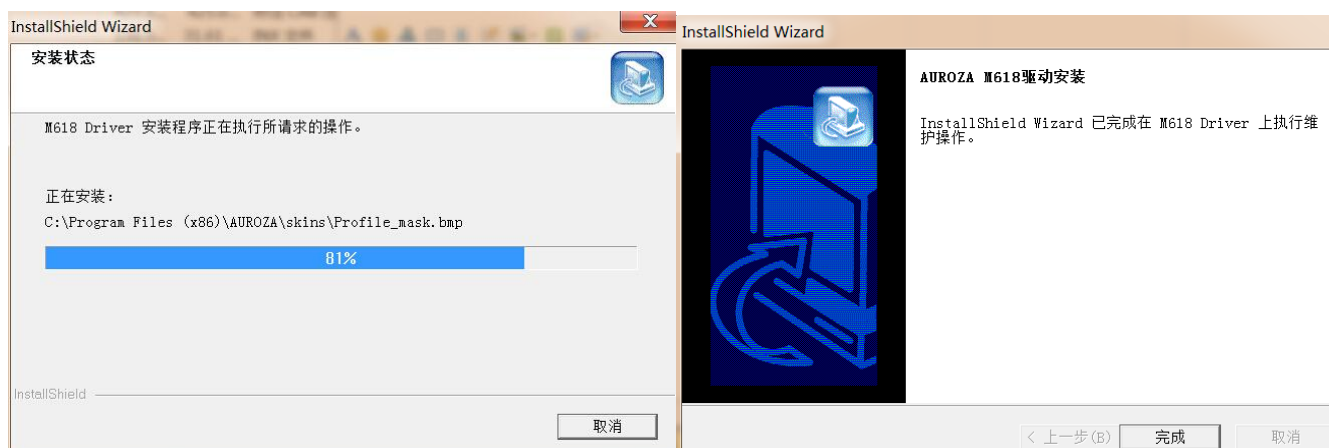 InstallShield Wizard
安装状态
M618 Driver 安装程序正在执行所请求的操作。
正在安装：
C:\Program Files (x86)\AUROZA\skins\Profile_mask.bmp
81%
InstallShield
取消
InstallShield Wizard
AUROZA M618驱动安装
InstallShield Wizard 已完成在 M618 Driver 上执行维
护操作。
< 上一步(B)
完成
取消